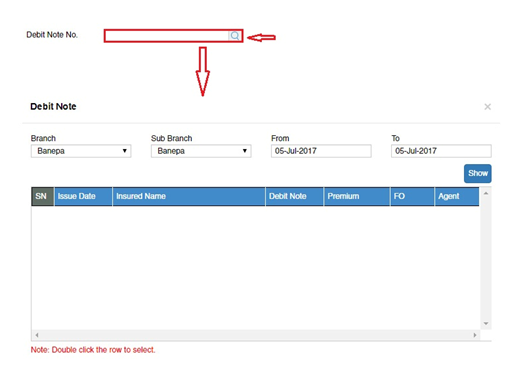 Debit Note No.
Debit Note ×
Branch Sub Branch From To
Banepa Banepa 05-Jul-2017 05-Jul-2017
Show
SN Issue Date Insured Name Debit Note Premium FO Agent
Note: Double click the row to select.